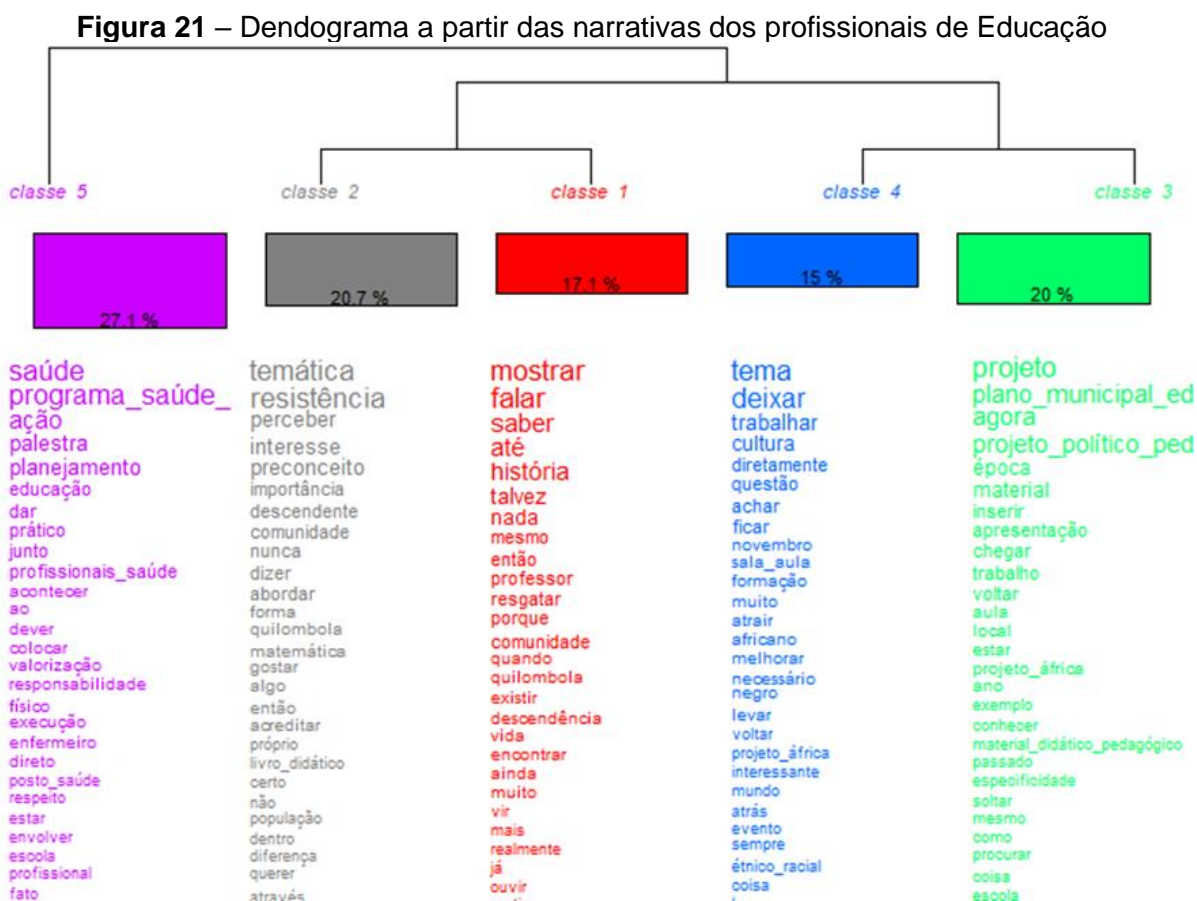 Figura 21 – Dendograma a partir das narrativas dos profissionais de Educação
classe 5
classe 2
classe 1
classe 4
classe 3
27.1 %
20.7 %
17.1 %
15 %
20 %
saúde
programa_saúde_
ação
palestra
planejamento
educação
dar
prático
junto
profissionais_saúde
acontecer
ao
dever
colocar
valorização
responsabilidade
físico
execução
enfermeiro
direto
posto_saúde
respeito
estar
envolver
escola
profissional
fato
temática
resistência
perceber
interesse
preconceito
importância
descendente
comunidade
nunca
dizer
abordar
forma
quilombola
matemática
gostar
algo
então
acreditar
próprio
livro_didático
certo
não
população
dentro
diferença
querer
através
mostrar
falar
saber
até
história
talvez
nada
mesmo
então
professor
resgatar
porque
comunidade
quando
quilombola
existir
descendência
vida
encontrar
ainda
muito
vir
mais
realmente
já
ouvir
tema
deixar
trabalhar
cultura
diretamente
questão
achar
ficar
novembro
sala_aula
formação
muito
atrair
africano
melhorar
necessário
negro
levar
voltar
projeto_áfrica
interessante
mundo
atrás
evento
sempre
étnico_racial
coisa
projeto
plano_municipal_ed
agora
projeto_político_ped
época
material
inserir
apresentação
chegar
trabalho
voltar
aula
local
estar
projeto_áfrica
ano
exemplo
conhecer
material_didático_pedagógico
passado
especificidade
soltar
mesmo
como
procurar
coisa
escola